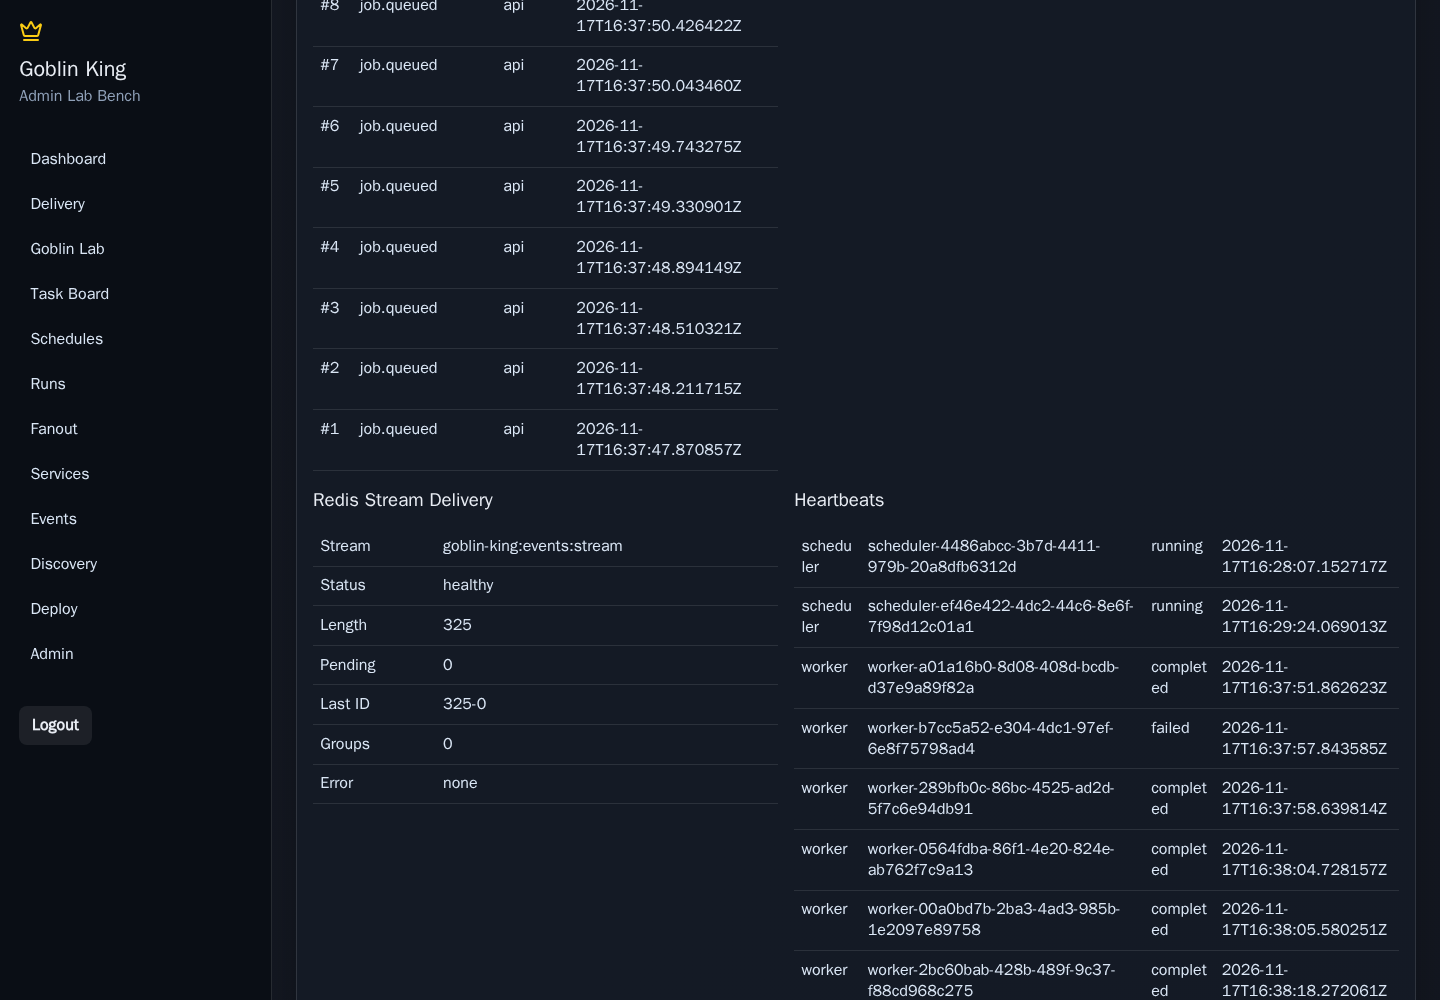 Goblin King
Admin Lab Bench
Dashboard
Delivery
Goblin Lab
Task Board
Schedules
Runs
Fanout
Services
Events
Discovery
Deploy
Admin
Logout
#8 job.queued api 2026-11-
17T16:37:50.426422Z
#7 job.queued api 2026-11-
17T16:37:50.043460Z
#6 job.queued api 2026-11-
17T16:37:49.743275Z
#5 job.queued api 2026-11-
17T16:37:49.330901Z
#4 job.queued api 2026-11-
17T16:37:48.894149Z
#3 job.queued api 2026-11-
17T16:37:48.510321Z
#2 job.queued api 2026-11-
17T16:37:48.211715Z
#1 job.queued api 2026-11-
17T16:37:47.870857Z
Redis Stream Delivery
Stream goblin-king:events:stream
Status healthy
Length 325
Pending 0
Last ID 325-0
Groups 0
Error none
Heartbeats
schedu scheduler-4486abcc-3b7d-4411- running 2026-11-
ler 979b-20a8dfb6312d 17T16:28:07.152717Z
schedu scheduler-ef46e422-4dc2-44c6-8e6f- running 2026-11-
ler 7f98d12c01a1 17T16:29:24.069013Z
worker worker-a01a16b0-8d08-408d-bcdb- complet 2026-11-
d37e9a89f82a ed 17T16:37:51.862623Z
worker worker-b7cc5a52-e304-4dc1-97ef- failed 2026-11-
6e8f75798ad4 17T16:37:57.843585Z
worker worker-289bfb0c-86bc-4525-ad2d- complet 2026-11-
5f7c6e94db91 ed 17T16:37:58.639814Z
worker worker-0564fdba-86f1-4e20-824e- complet 2026-11-
ab762f7c9a13 ed 17T16:38:04.728157Z
worker worker-00a0bd7b-2ba3-4ad3-985b- complet 2026-11-
1e2097e89758 ed 17T16:38:05.580251Z
worker worker-2bc60bab-428b-489f-9c37- complet 2026-11-
f88cd968c275 ed 17T16:38:18.272061Z